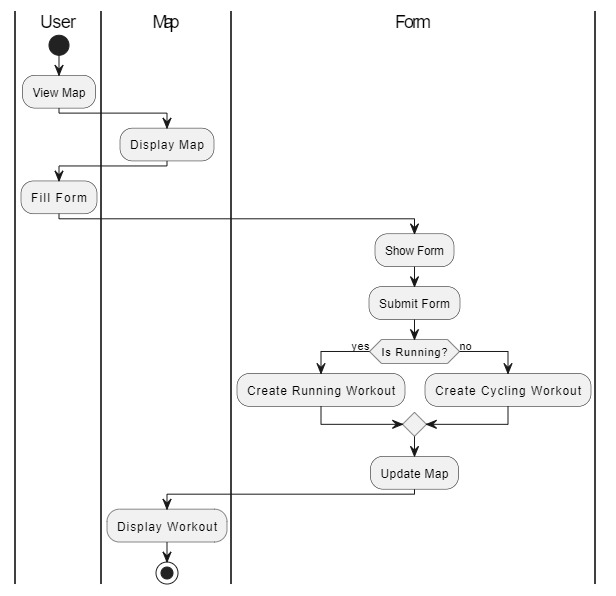 User
Map
Form
View Map
Display Map
Fill Form
Show Form
Submit Form
yes
Is Running?
no
Create Running Workout
Create Cycling Workout
Update Map
Display Workout